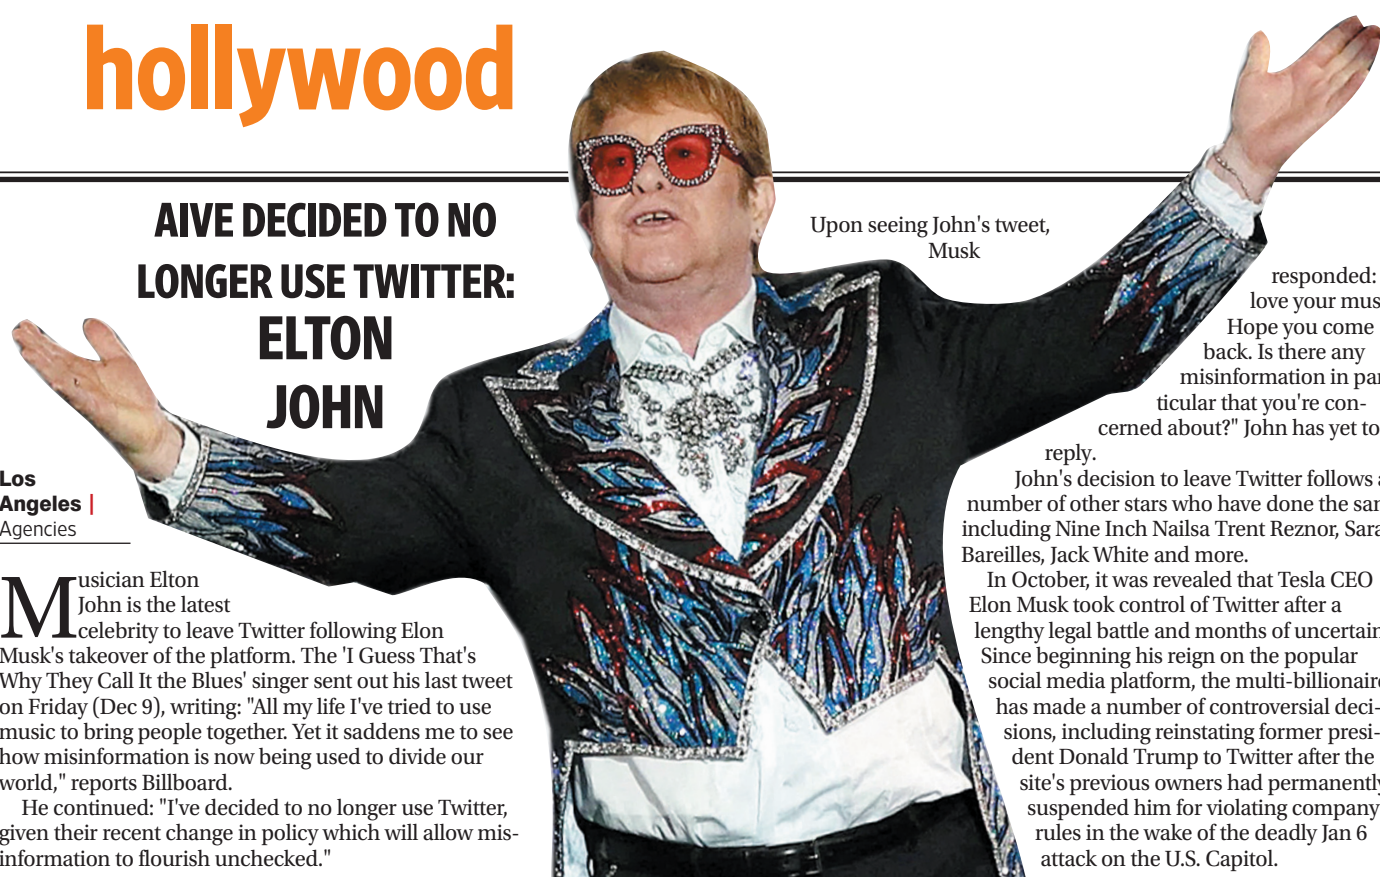 hollywood
AIVE DECIDED TO NO
LONGER USE TWITTER:
ELTON
JOHN
Los
Angeles |
Agencies
Musician Elton
John is the latest
celebrity to leave Twitter following Elon
Musk's takeover of the platform. The 'I Guess That's
Why They Call It the Blues' singer sent out his last tweet
on Friday (Dec 9), writing: "All my life I've tried to use
music to bring people together. Yet it saddens me to see
how misinformation is now being used to divide our
world," reports Billboard.
He continued: "I've decided to no longer use Twitter,
given their recent change in policy which will allow mis-
information to flourish unchecked."
Upon seeing John's tweet,
Musk
responded:
love your
Hope you come
back. Is there any
misinformation in
ticular that you're con-
cerned about?" John has yet to
reply.
John's decision to leave Twitter follows
number of other stars who have done the
including Nine Inch Nailsa Trent Reznor,
Bareilles, Jack White and more.
In October, it was revealed that Tesla CEO
Elon Musk took control of Twitter after a
lengthy legal battle and months of
Since beginning his reign on the popular
social media platform, the multi-billionaire
has made a number of controversial deci-
sions, including reinstating former presi-
dent Donald Trump to Twitter after the
site's previous owners had permanently
suspended him for violating company
rules in the wake of the deadly Jan 6
attack on the U.S. Capitol.